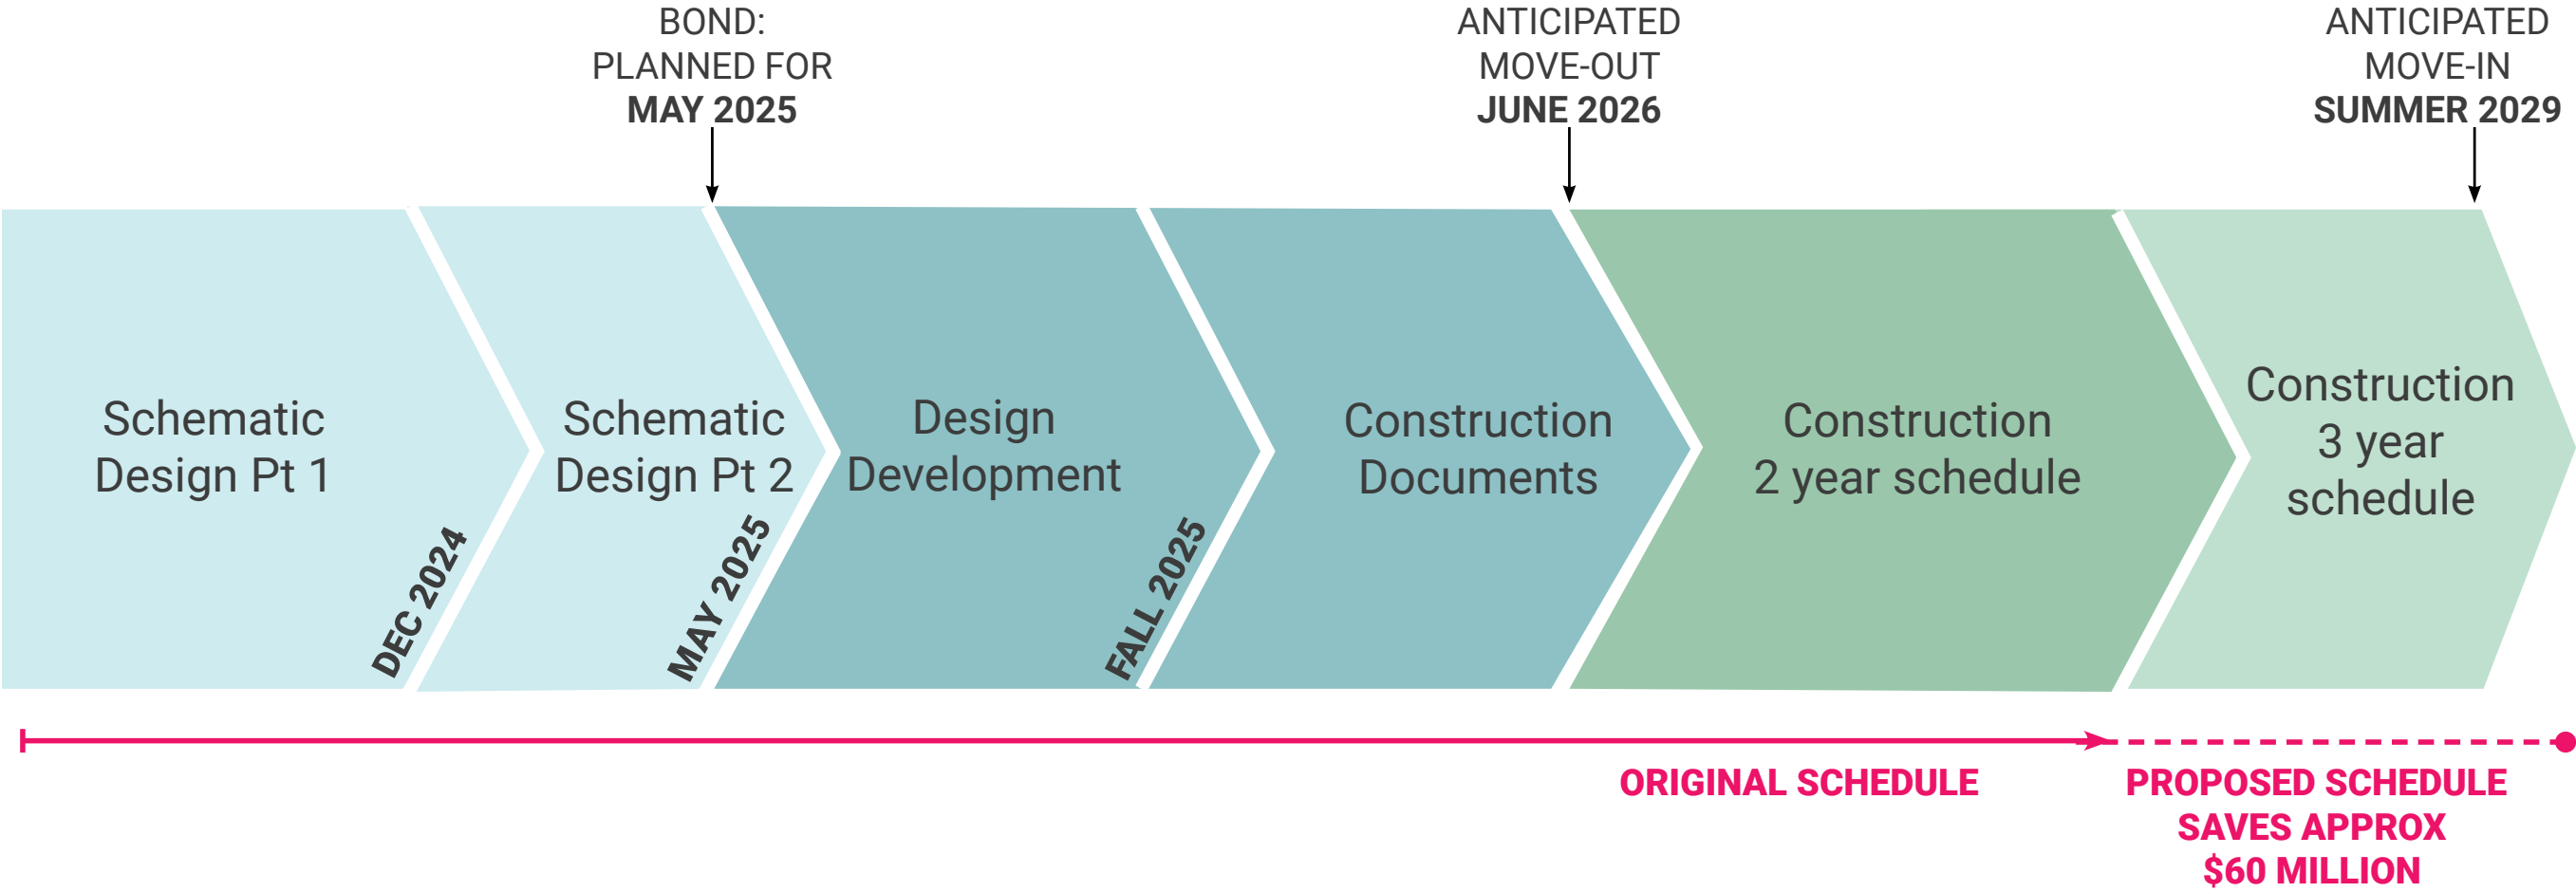 BOND:
PLANNED FOR
MAY 2025
ANTICIPATED
MOVE-OUT
JUNE 2026
ANTICIPATED
MOVE-IN
SUMMER 2029
Schematic
Design Pt 1
DEC 2024
Schematic
Design Pt 2
MAY 2025
Design
Development
FALL 2025
Construction
Documents
Construction
2 year schedule
Construction
3 year
schedule
ORIGINAL SCHEDULE
PROPOSED SCHEDULE
SAVES APPROX
$60 MILLION